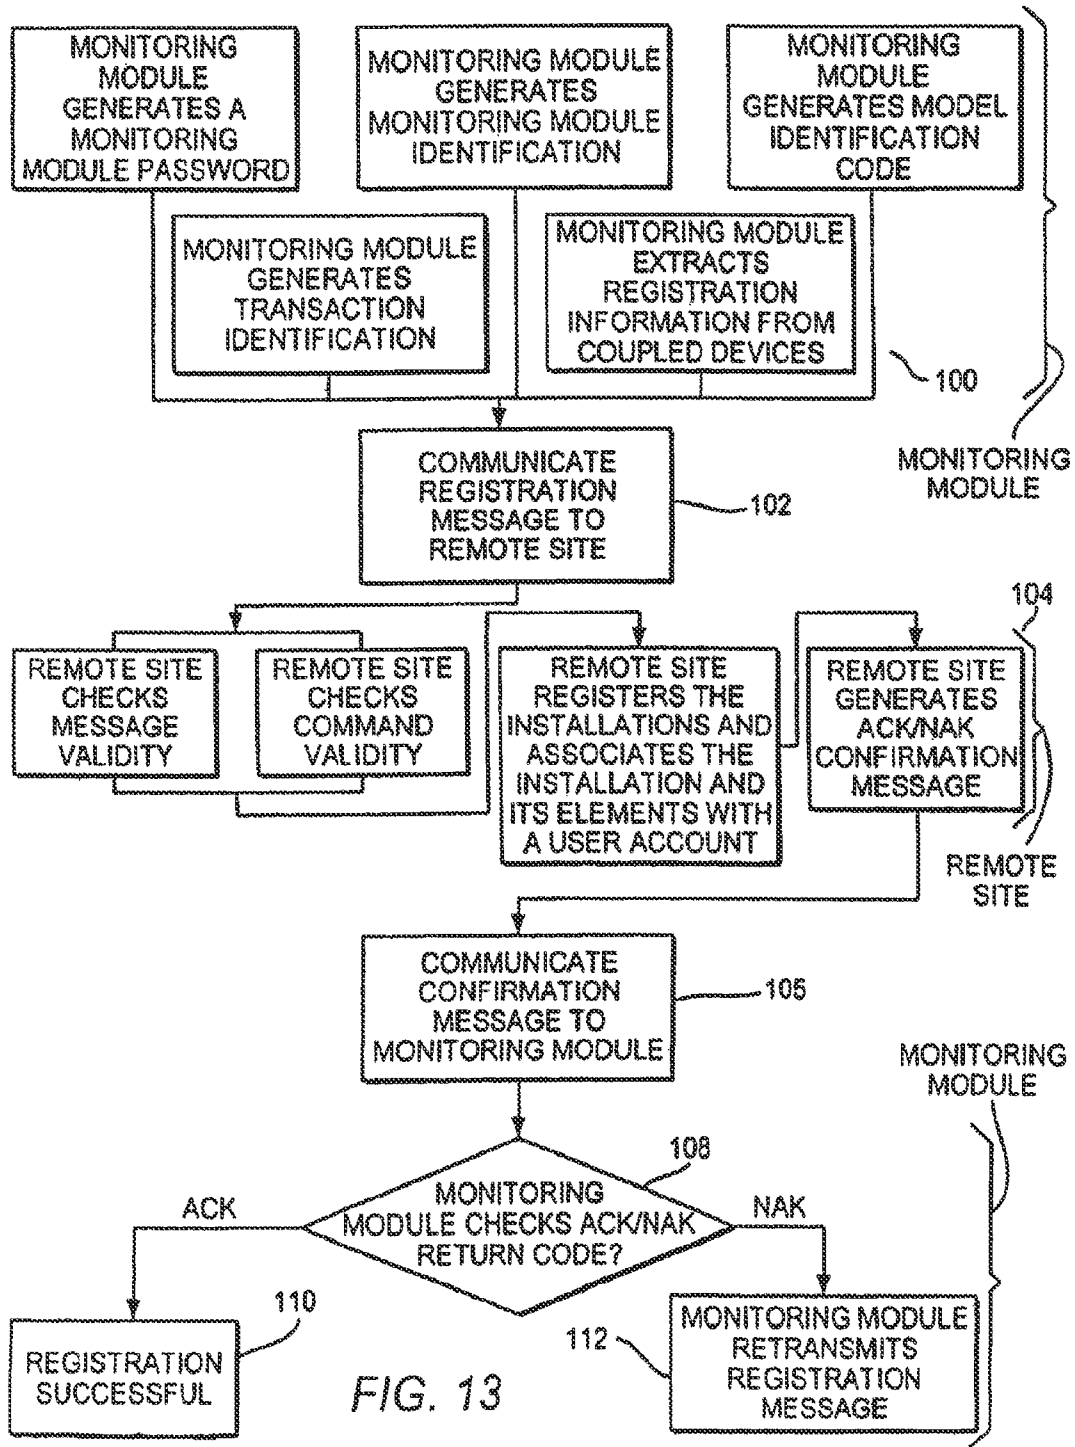 MONITORING
MODULE
GENERATES A
MONITORING
MODULE PASSWORD
MONITORING MODULE
GENERATES
MONITORING MODULE
IDENTIFICATION
MONITORING
MODULE
GENERATES MODEL
IDENTIFICATION
CODE
MONITORING MODULE
GENERATES
TRANSACTION
IDENTIFICATION
MONITORING MODULE
EXTRACTS
REGISTRATION
INFORMATION FROM
COUPLED DEVICES
100
MONITORING
MODULE
COMMUNICATE
REGISTRATION
MESSAGE TO
REMOTE SITE
102
104
REMOTE SITE
CHECKS
MESSAGE
VALIDITY
REMOTE SITE
CHECKS
COMMAND
VALIDITY
REMOTE SITE
REGISTERS THE
INSTALLATIONS AND
ASSOCIATES THE
INSTALLATION AND
ITS ELEMENTS WITH
A USER ACCOUNT
REMOTE SITE
GENERATES
ACK/NAK
CONFIRMATION
MESSAGE
REMOTE
SITE
COMMUNICATE
CONFIRMATION
MESSAGE TO
MONITORING MODULE
105
MONITORING
MODULE
108
MONITORING
MODULE CHECKS ACK/NAK
RETURN CODE?
ACK
NAK
110
REGISTRATION
SUCCESSFUL
112
MONITORING MODULE
RETRANSMITS
REGISTRATION
MESSAGE
FIG. 13